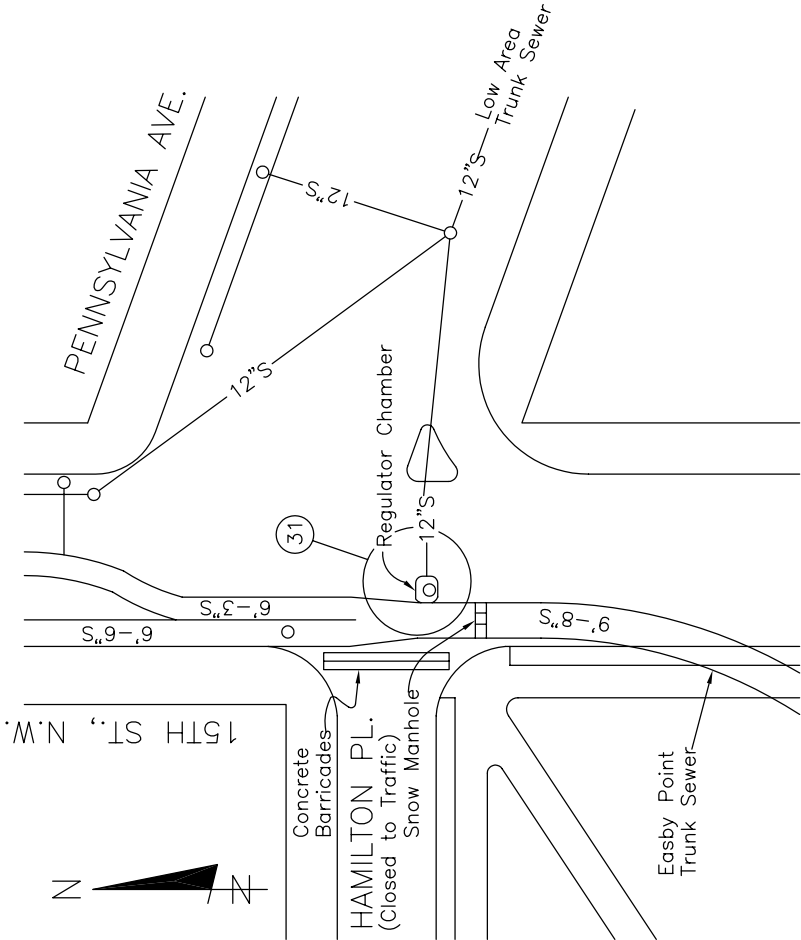 PENNSYLVANIA AVE.
Low Area
Trunk Sewer
12"S
12"S
12"S
12"S
Regulator Chamber
31
6'-3"S
6'-6"S
9'-8"S
15TH ST., N.W.
Concrete
Barricades
HAMILTON PL.
(Closed to Traffic)
Snow Manhole
Easby Point
Trunk Sewer
N
N